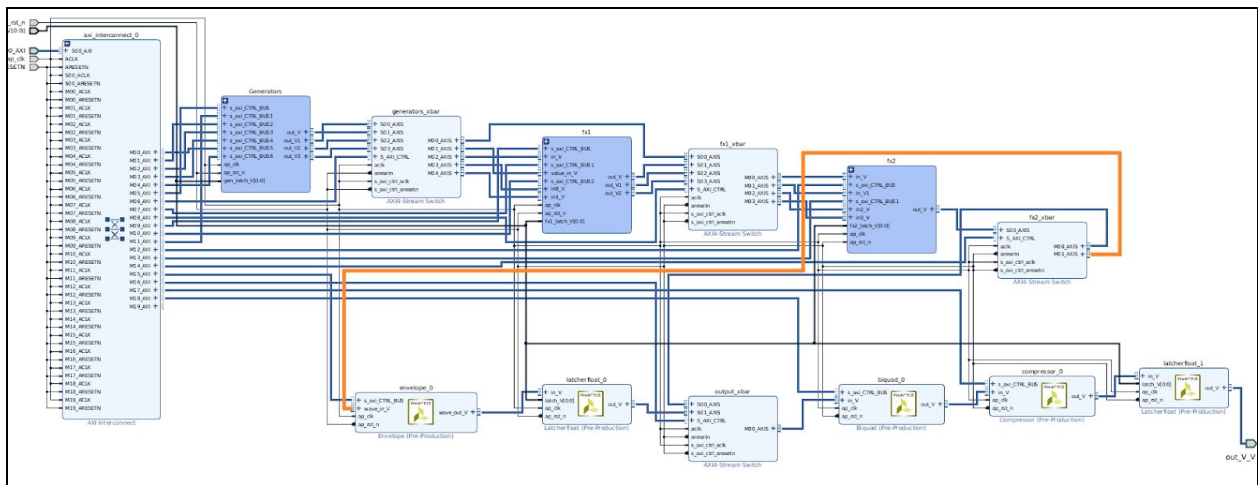 _rst_n
V[0:0]
0_AXI
ap_clk
ESETN
axi_interconnect_0
S00_AXI
ACLK
ARESETN
S00_ACLK
S00_ARESETN
M00_ACLK
M00_ARESETN
M01_ACLK
M01_ARESETN
M02_ACLK
M02_ARESETN
M03_ACLK
M03_ARESETN
M04_ACLK
M04_ARESETN
M05_ACLK
M05_ARESETN
M06_ACLK
M06_ARESETN
M07_ACLK
M07_ARESETN
M08_ACLK
M08_ARESETN
M09_ACLK
M09_ARESETN
M10_ACLK
M10_ARESETN
M11_ACLK
M11_ARESETN
M12_ACLK
M12_ARESETN
M13_ACLK
M13_ARESETN
M14_ACLK
M14_ARESETN
M15_ACLK
M15_ARESETN
M16_ACLK
M16_ARESETN
M17_ACLK
M17_ARESETN
M18_ACLK
M18_ARESETN
M19_ACLK
M19_ARESETN
M00_AXI
M01_AXI
M02_AXI
M03_AXI
M04_AXI
M05_AXI
M06_AXI
M07_AXI
M08_AXI
M09_AXI
M10_AXI
M11_AXI
M12_AXI
M13_AXI
M14_AXI
M15_AXI
M16_AXI
M17_AXI
M18_AXI
M19_AXI
AXI Interconnect
Generators
s_axi_CTRL_BUS
s_axi_CTRL_BUS1
s_axi_CTRL_BUS2
s_axi_CTRL_BUS3
s_axi_CTRL_BUS4
s_axi_CTRL_BUS5
s_axi_CTRL_BUS6
ap_clk
ap_rst_n
gen_latch_V[0:0]
out_V
out_V1
out_V2
out_V3
generators_xbar
S00_AXIS
S01_AXIS
S02_AXIS
S03_AXIS
S_AXI_CTRL
aclk
aresetn
s_axi_ctrl_aclk
s_axi_ctrl_aresetn
M00_AXIS
M01_AXIS
M02_AXIS
M03_AXIS
M04_AXIS
AXI4-Stream Switch
fx1
s_axi_CTRL_BUS
in_V
s_axi_CTRL_BUS1
value_in_V
s_axi_CTRL_BUS2
in0_V
in1_V
ap_clk
ap_rst_n
fx1_latch_V[0:0]
out_V
out_V1
out_V2
fx1_xbar
S00_AXIS
S01_AXIS
S02_AXIS
S03_AXIS
S_AXI_CTRL
aclk
aresetn
s_axi_ctrl_aclk
s_axi_ctrl_aresetn
M00_AXIS
M01_AXIS
M02_AXIS
M03_AXIS
AXI4-Stream Switch
fx2
in_V
s_axi_CTRL_BUS
in_V1
s_axi_CTRL_BUS1
in2_V
in3_V
fx2_latch_V[0:0]
ap_clk
ap_rst_n
out_V
fx2_xbar
S00_AXIS
S_AXI_CTRL
aclk
aresetn
s_axi_ctrl_aclk
s_axi_ctrl_aresetn
M00_AXIS
M01_AXIS
AXI4-Stream Switch
envelope_0
s_axi_CTRL_BUS
wave_in_V
ap_clk
ap_rst_n
wave_out_V
Envelope (Pre-Production)
latcherfloat_0
in_V
latch_V[0:0]
ap_clk
ap_rst_n
out_V
Latcherfloat (Pre-Production)
output_xbar
S00_AXIS
S01_AXIS
S_AXI_CTRL
aclk
aresetn
s_axi_ctrl_aclk
s_axi_ctrl_aresetn
M00_AXIS
AXI4-Stream Switch
biquad_0
s_axi_CTRL_BUS
in_V
ap_clk
ap_rst_n
out_V
Biquad (Pre-Production)
compressor_0
s_axi_CTRL_BUS
in_V
ap_clk
ap_rst_n
out_V
Compressor (Pre-Production)
latcherfloat_1
in_V
latch_V[0:0]
ap_clk
ap_rst_n
out_V
Latcherfloat (Pre-Production)
out_V_V